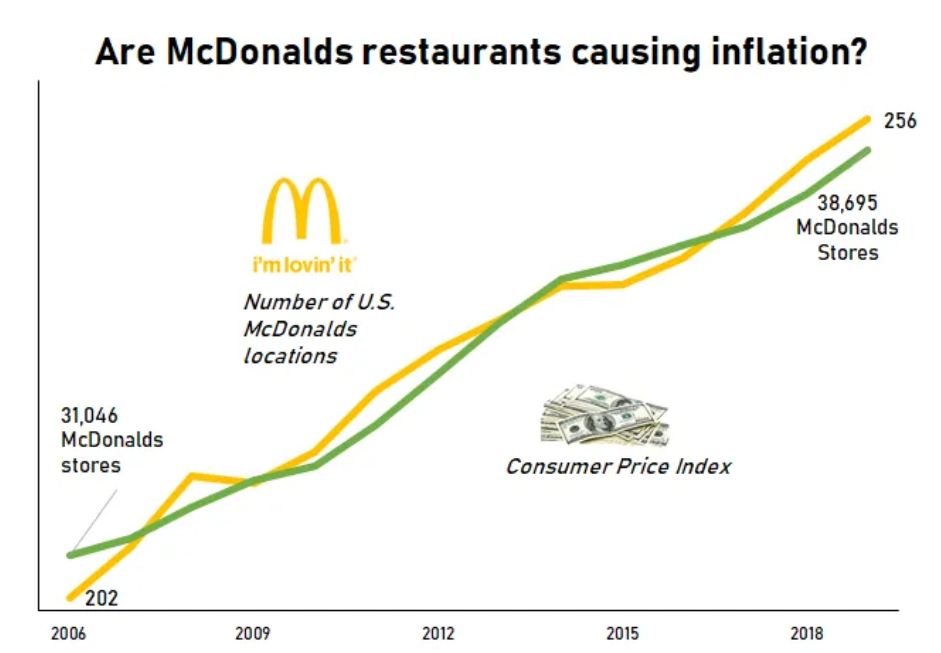 Are McDonalds restaurants causing inflation?
256
38,695
McDonalds
Stores
i'm lovin' it
Number of U.S.
McDonalds
locations
31,046
McDonalds
stores
Consumer Price Index
202
2006
2009
2012
2015
2018